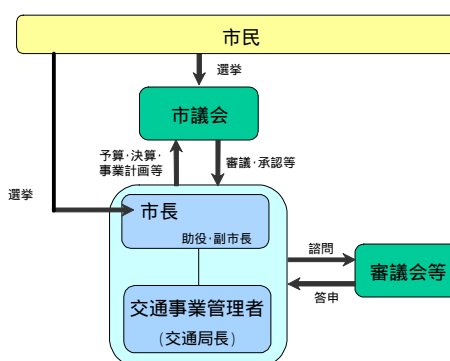 市民
選挙
市議会
予算・決算・
事業計画等
審議・承認等
選挙
市長
助役・副市長
諮問
審議会等
答申
交通事業管理者
(交通局長)